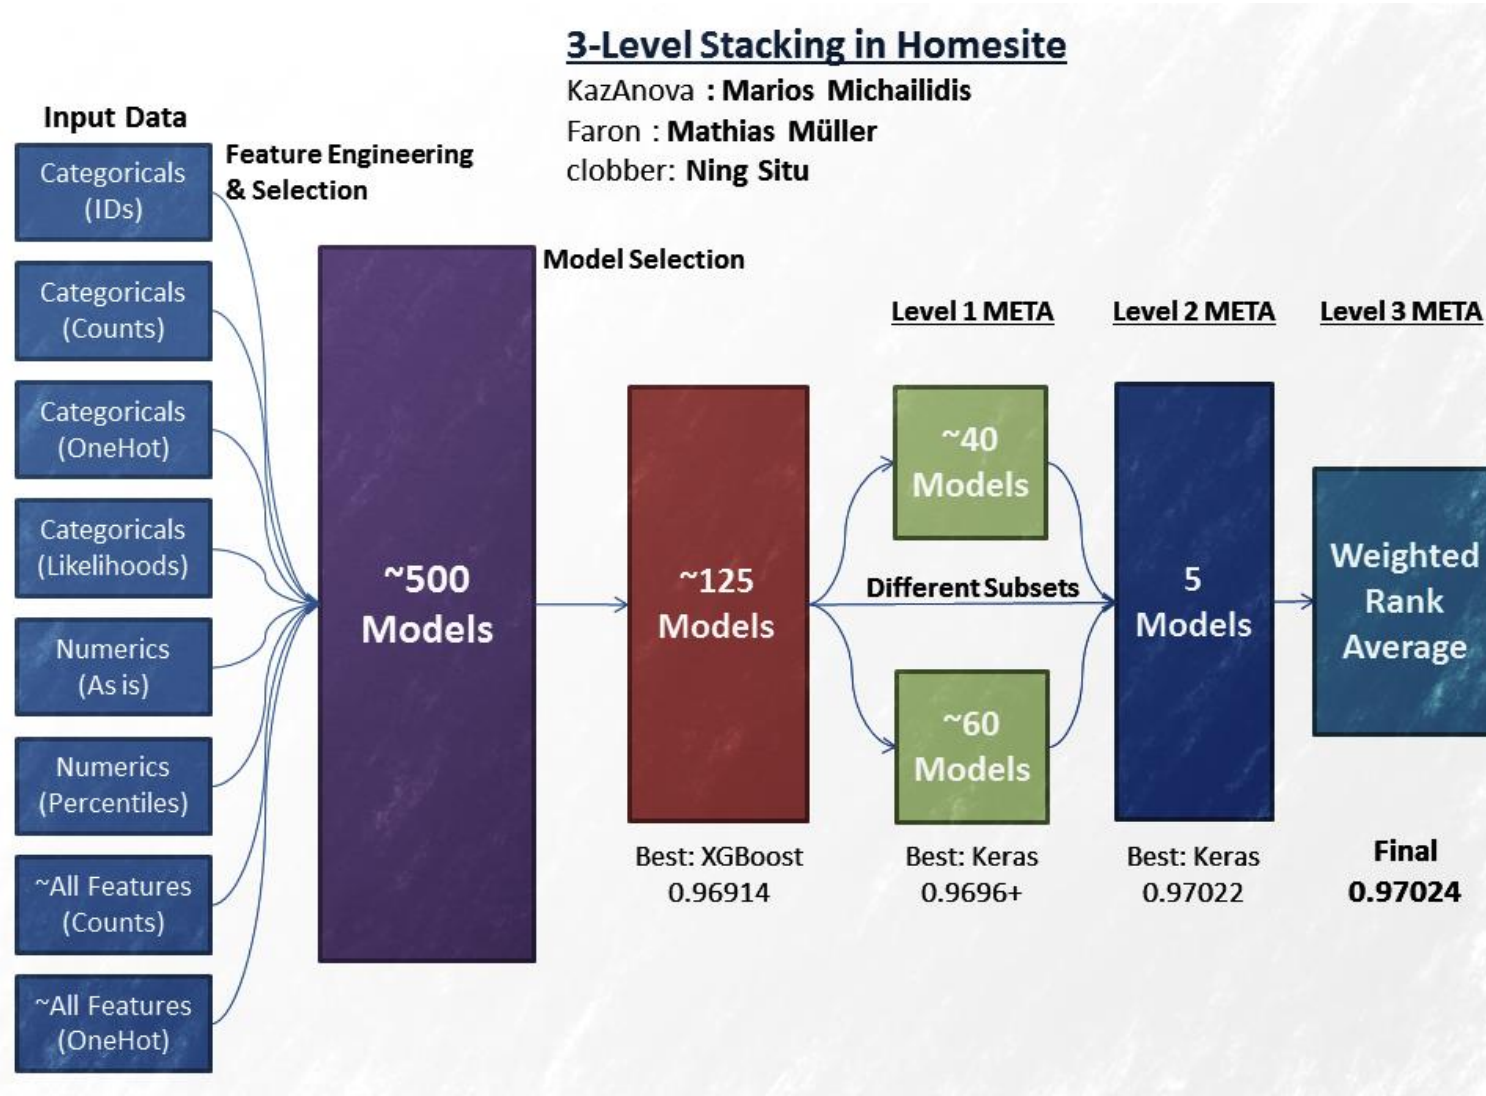 3-Level Stacking in Homesite
KazAnova : Marios Michailidis
Faron : Mathias Müller
clobber: Ning Situ
Input Data
Feature Engineering
& Selection
Categoricals
(IDs)
Categoricals
(Counts)
Categoricals
(OneHot)
Categoricals
(Likelihoods)
Numerics
(As is)
Numerics
(Percentiles)
~All Features
(Counts)
~All Features
(OneHot)
~500
Models
Model Selection
~125
Models
Best: XGBoost
0.96914
Level 1 META
~40
Models
Different Subsets
~60
Models
Best: Keras
0.9696+
Level 2 META
5
Models
Best: Keras
0.97022
Level 3 META
Weighted
Rank
Average
Final
0.97024